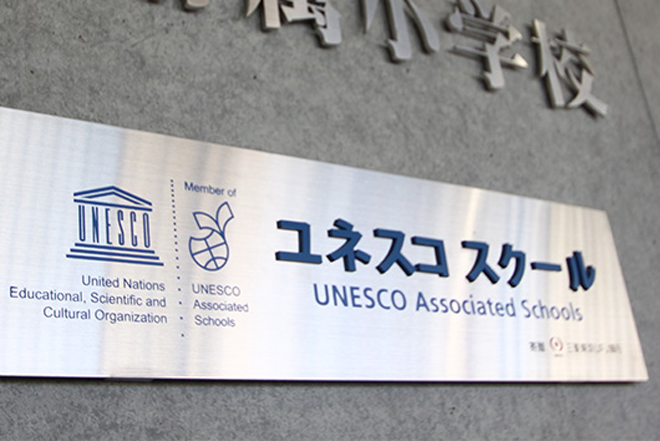 属小学校
UNESCO
United Nations
Educational, Scientific and
Cultural Organization
Member of
UNESCO
Associated
Schools
ユネスコ スクール
UNESCO Associated Schools